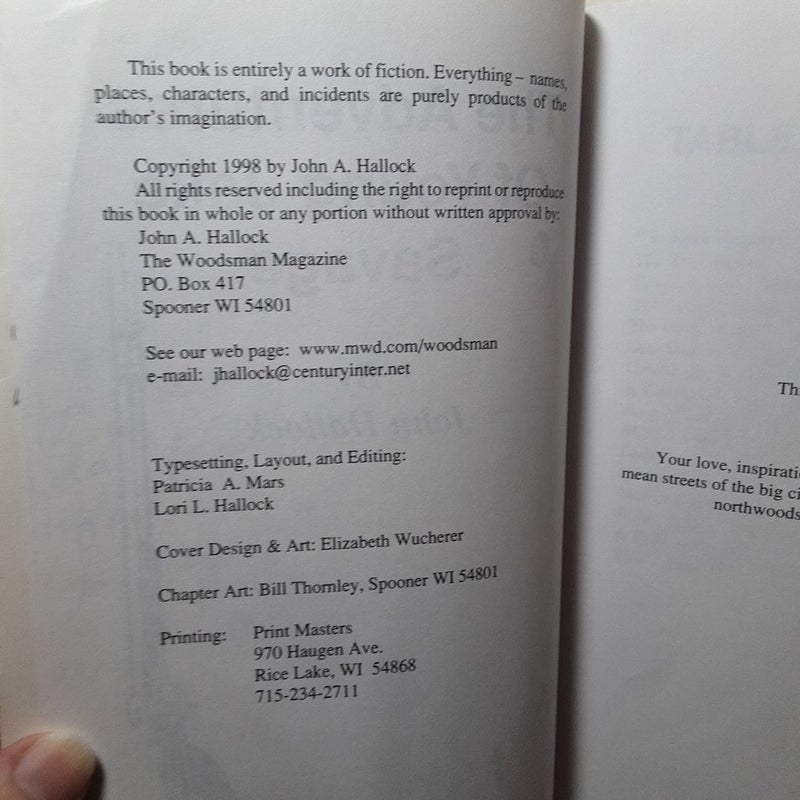 This book is entirely a work of fiction. Everything – names,
places, characters, and incidents are purely products of the
author's imagination.
Copyright 1998 by John A. Hallock
All rights reserved including the right to reprint or reproduce
this book in whole or any portion without written approval by:
John A. Hallock
The Woodsman Magazine
PO. Box 417
Spooner WI 54801
See our web page: www.mwd.com/woodsman
e-mail: jhallock@centuryinter.net
Typesetting, Layout, and Editing:
Patricia A. Mars
Lori L. Hallock
Cover Design & Art: Elizabeth Wucherer
Chapter Art: Bill Thornley, Spooner WI 54801
Printing: Print Masters
970 Haugen Ave.
Rice Lake, WI 54868
715-234-2711
Th
Your love, inspirati
mean streets of the big ci
northwoods